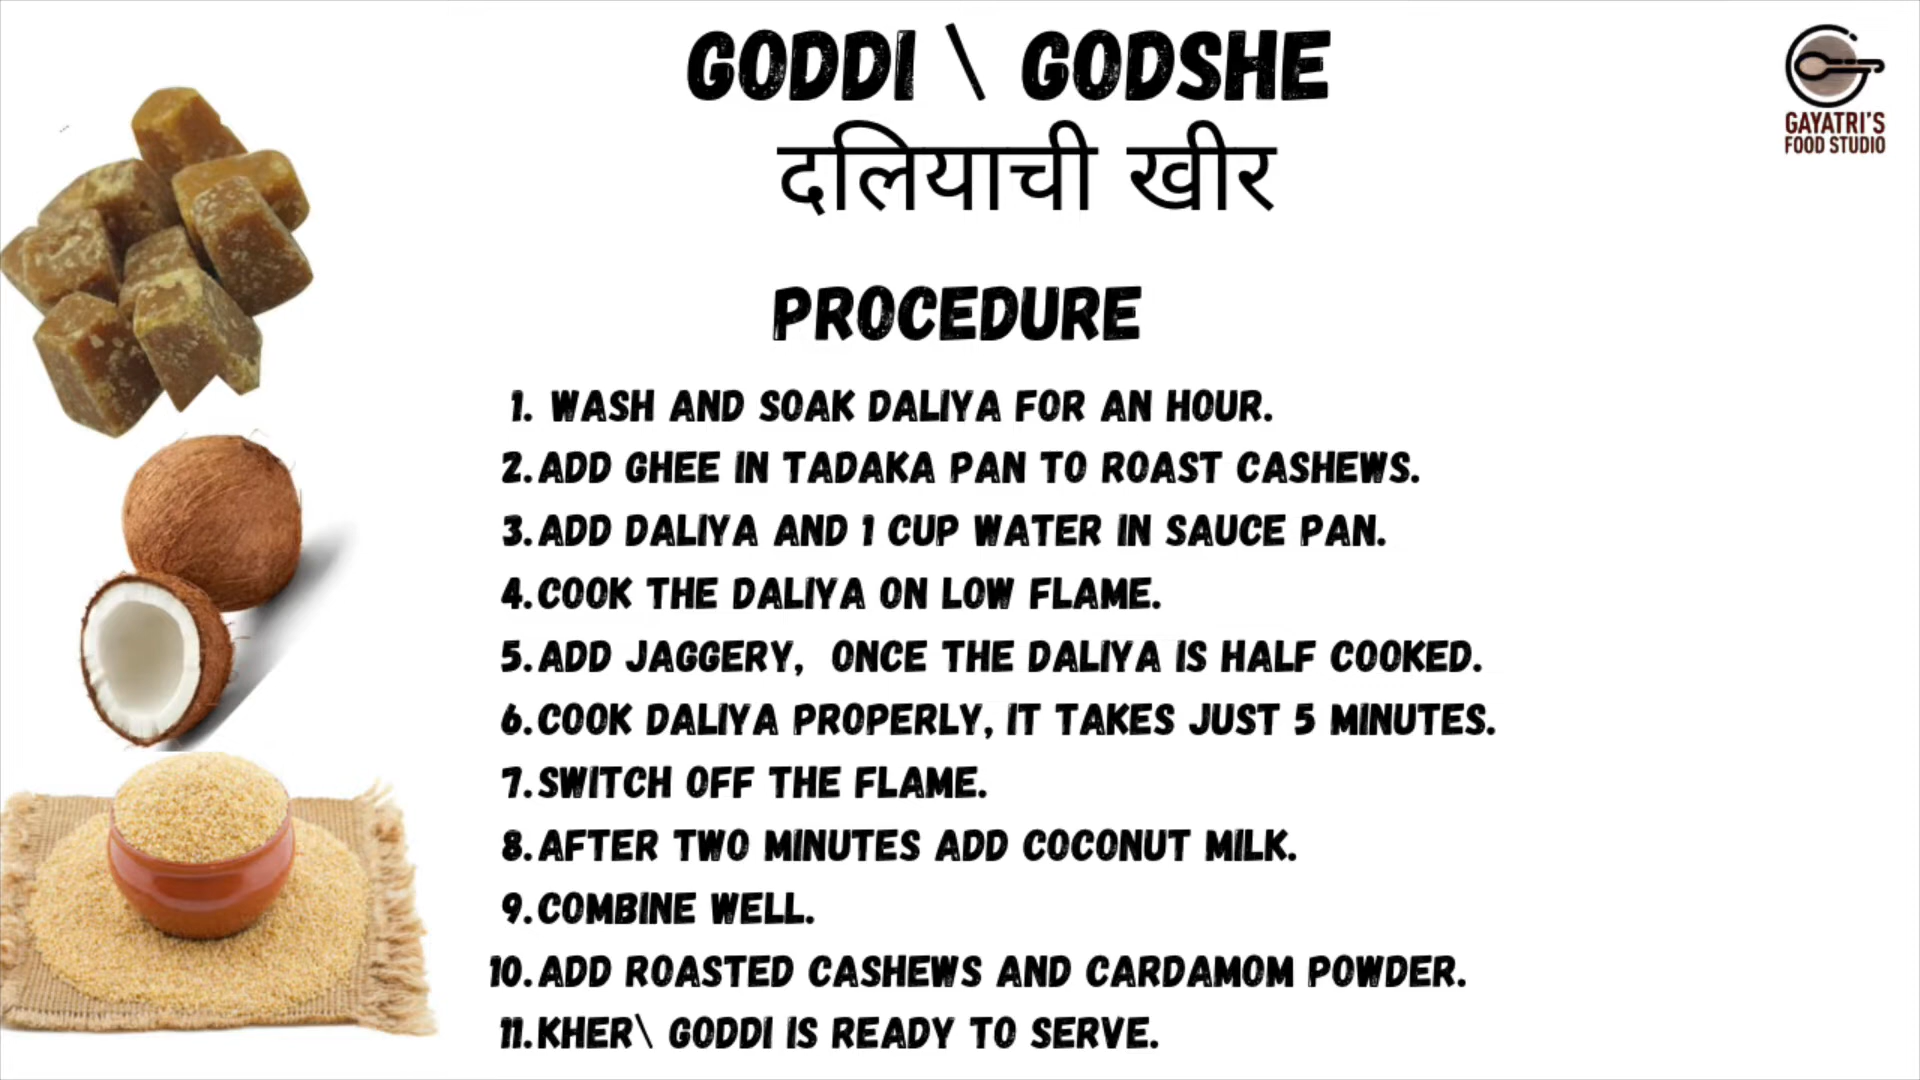 GODDI \ GODSHE
दलियाची खीर
GAYATRI'S
FOOD STUDIO
PROCEDURE
1. WASH AND SOAK DALIYA FOR AN HOUR.
2. ADD GHEE IN TADAKA PAN TO ROAST CASHEWS.
3. ADD DALIYA AND 1 CUP WATER IN SAUCE PAN.
4. COOK THE DALIYA ON LOW FLAME.
5. ADD JAGGERY, ONCE THE DALIYA IS HALF COOKED.
6. COOK DALIYA PROPERLY, IT TAKES JUST 5 MINUTES.
7. SWITCH OFF THE FLAME.
8. AFTER TWO MINUTES ADD COCONUT MILK.
9. COMBINE WELL.
10. ADD ROASTED CASHEWS AND CARDAMOM POWDER.
11. KHER\ GODDI IS READY TO SERVE.